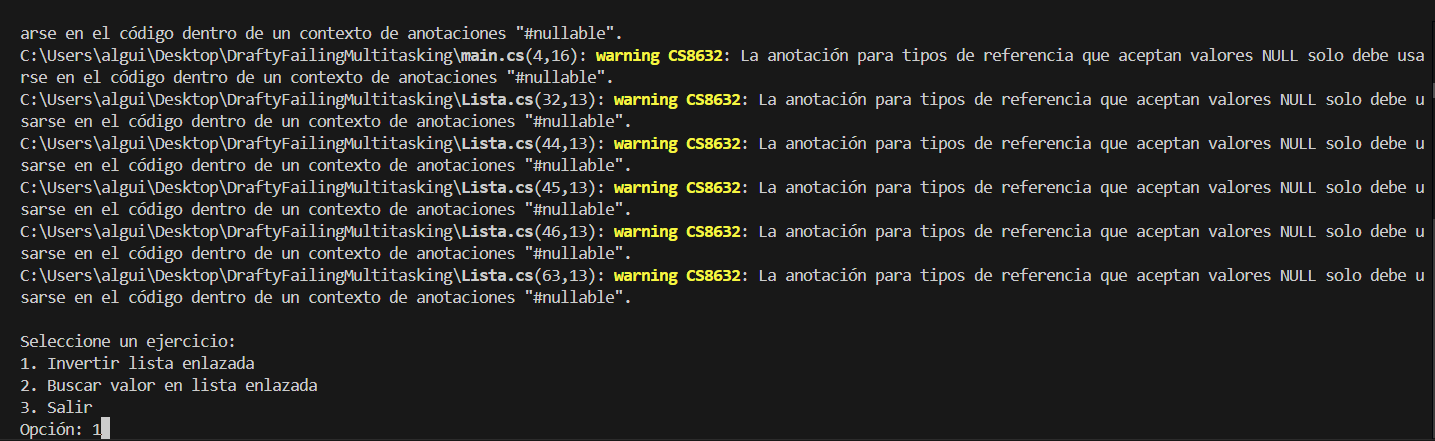 arse en el código dentro de un contexto de anotaciones "#nullable".
C:\Users\algui\Desktop\DraftyFailingMultitasking\main.cs(4,16): warning CS8632: La anotación para tipos de referencia que aceptan valores NULL solo debe usa
rse en el código dentro de un contexto de anotaciones "#nullable".
C:\Users\algui\Desktop\DraftyFailingMultitasking\Lista.cs(32,13): warning CS8632: La anotación para tipos de referencia que aceptan valores NULL solo debe u
sarse en el código dentro de un contexto de anotaciones "#nullable".
C:\Users\algui\Desktop\DraftyFailingMultitasking\Lista.cs(44,13): warning CS8632: La anotación para tipos de referencia que aceptan valores NULL solo debe u
sarse en el código dentro de un contexto de anotaciones "#nullable".
C:\Users\algui\Desktop\DraftyFailingMultitasking\Lista.cs(45,13): warning CS8632: La anotación para tipos de referencia que aceptan valores NULL solo debe u
sarse en el código dentro de un contexto de anotaciones "#nullable".
C:\Users\algui\Desktop\DraftyFailingMultitasking\Lista.cs(46,13): warning CS8632: La anotación para tipos de referencia que aceptan valores NULL solo debe u
sarse en el código dentro de un contexto de anotaciones "#nullable".
C:\Users\algui\Desktop\DraftyFailingMultitasking\Lista.cs(63,13): warning CS8632: La anotación para tipos de referencia que aceptan valores NULL solo debe u
sarse en el código dentro de un contexto de anotaciones "#nullable".
Seleccione un ejercicio:
1. Invertir lista enlazada
2. Buscar valor en lista enlazada
3. Salir
Opción: 1